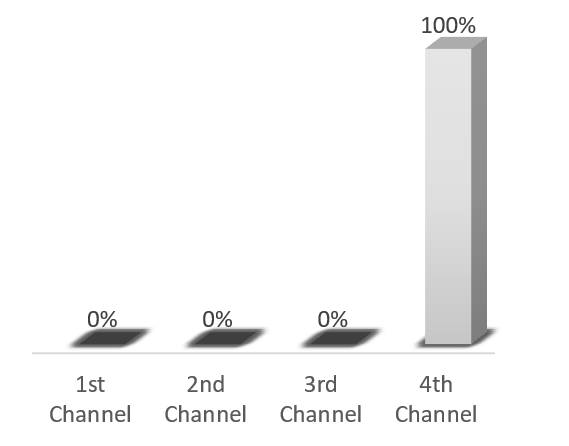 100%
0%
0%
0%
1st Channel
2nd Channel
3rd Channel
4th Channel